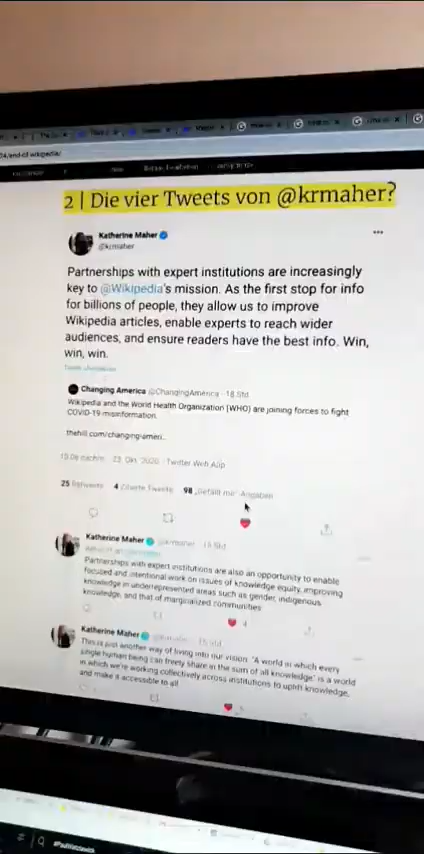 2 | Die vier Tweets von @krmaher?
Katherine Maher
@krmaher
Partnerships with expert institutions are increasingly
key to @Wikipedia's mission. As the first stop for info
for billions of people, they allow us to improve
Wikipedia articles, enable experts to reach wider
audiences, and ensure readers have the best info. Win,
win, win.
Changing America @ChangingAmerica · 18 Std
Wikipedia and the World Health Organization (WHO) are joining forces to fight
COVID-19 misinformation
thehill.com/changing-ameri...
Okt. 2020 · Twitter Web App
25 Retweets 4 Zitierte Tweets 98 „Gefällt mir“-Angaben
Katherine Maher @krmaher
Partnerships with expert institutions are also an opportunity to enable
focused and intentional work on issues of knowledge equity, improving
knowledge in underrepresented areas such as gender, indigenous
knowledge, and that of marginalized communities
4
Katherine Maher
This is just another way of living into our vision: "A world in which every
single human being can freely share in the sum of all knowledge" is a world
in which we're working collectively across institutions to uplift knowledge,
and make it accessible to all